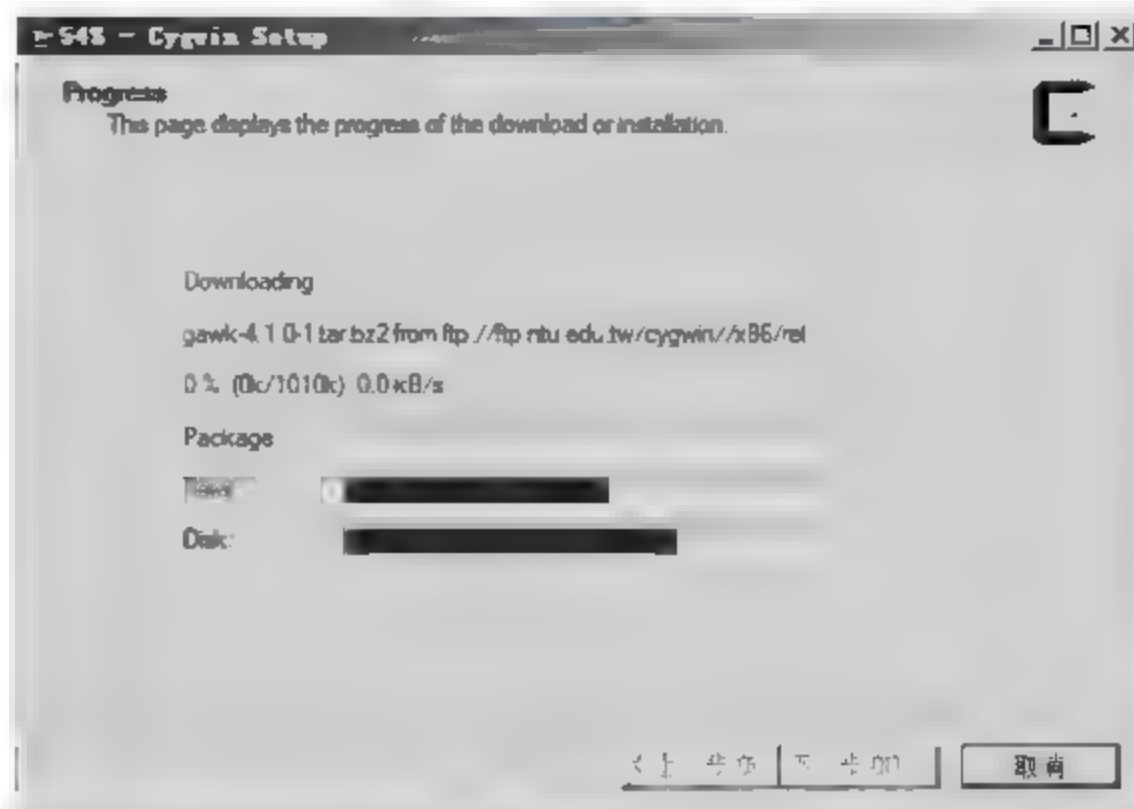 54% - Cygwin Setup
Progress
This page displays the progress of the download or installation.
Downloading
gawk-4.1.0-1.tar.bz2 from ftp://ftp.ntu.edu.tw/cygwin//x86/rel
0 % (0k/1010k) 0.0 kB/s
Package
Disk:
取消